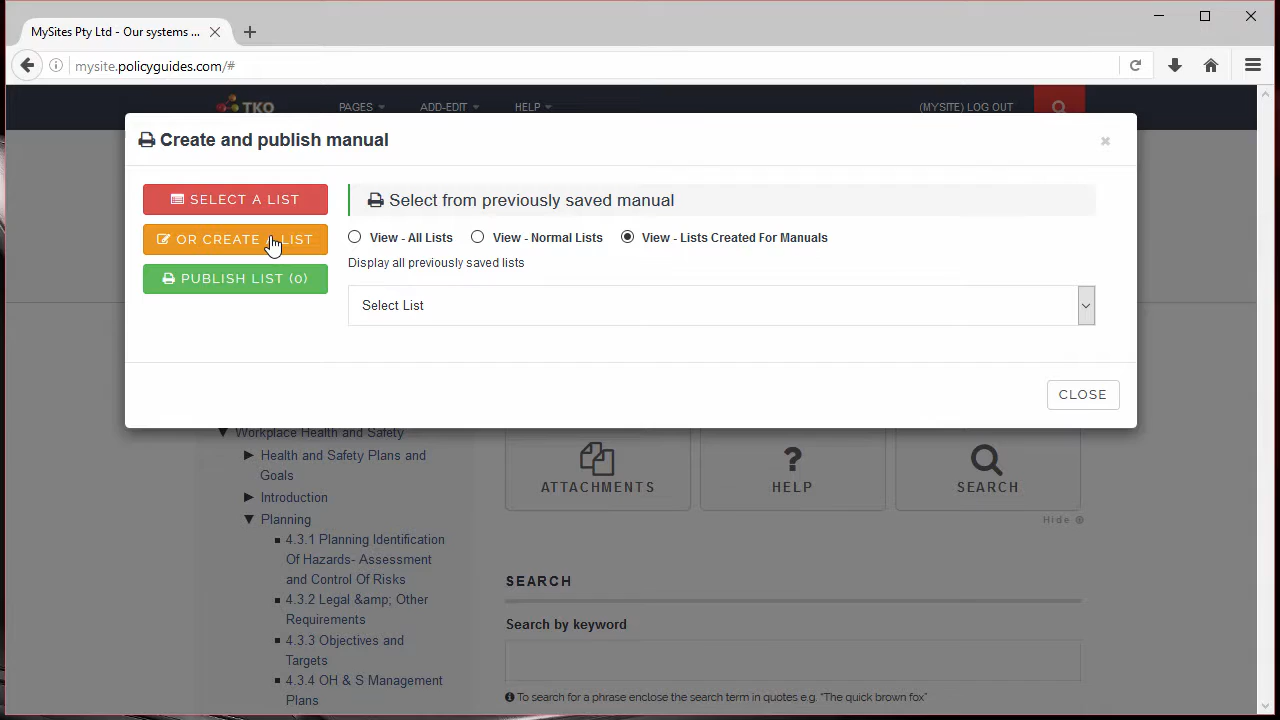 MySites Pty Ltd - Our systems ...
mysite.policyguides.com/#
TKO
PAGES
ADD-EDIT
HELP
(MYSITE) LOG OUT
Create and publish manual
SELECT A LIST
OR CREATE A LIST
PUBLISH LIST (0)
Select from previously saved manual
View - All Lists
View - Normal Lists
View - Lists Created For Manuals
Display all previously saved lists
Select List
CLOSE
Workplace Health and Safety
Health and Safety Plans and
Goals
Introduction
Planning
4.3.1 Planning Identification
Of Hazards- Assessment
and Control Of Risks
4.3.2 Legal &amp; Other
Requirements
4.3.3 Objectives and
Targets
4.3.4 OH & S Management
Plans
ATTACHMENTS
HELP
SEARCH
Hide
SEARCH
Search by keyword
To search for a phrase enclose the search term in quotes e.g. "The quick brown fox"